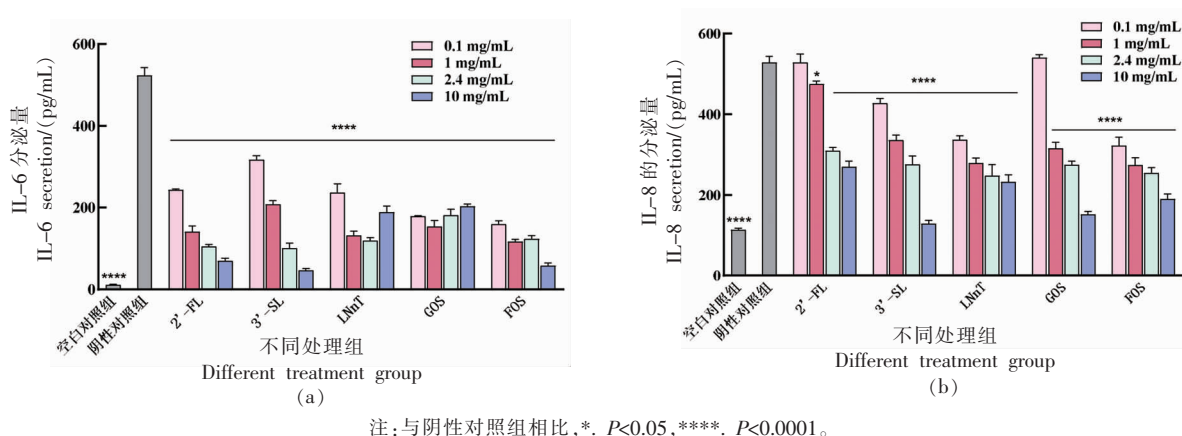 IL-6 分泌量
IL-6 secretion/(pg/mL)
600
400
200
0
0.1 mg/mL
1 mg/mL
2.4 mg/mL
10 mg/mL
****
****
空白对照组
阴性对照组
2'-FL
3'-SL
LNnT
GOS
FOS
不同处理组
Different treatment group
(a)
IL-8 的分泌量
IL-8 secretion/(pg/mL)
600
400
200
0
0.1 mg/mL
1 mg/mL
2.4 mg/mL
10 mg/mL
****
*
****
****
空白对照组
阴性对照组
2'-FL
3'-SL
LNnT
GOS
FOS
不同处理组
Different treatment group
(b)
注:与阴性对照组相比,*. P<0.05,****. P<0.0001。